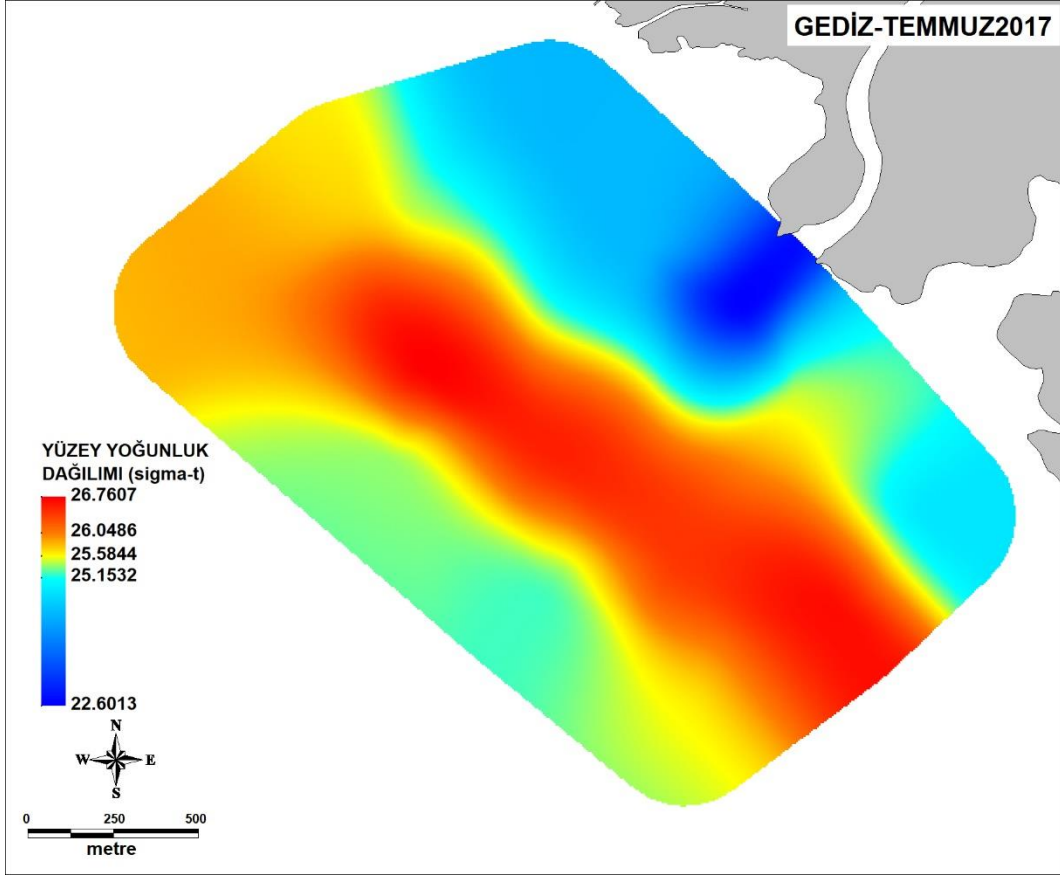 GEDİZ-TEMMUZ2017
YÜZEY YOĞUNLUK
DAĞILIMI (sigma-t)
26.7607
26.0486
25.5844
25.1532
22.6013
N
W E
S
0 250 500
metre